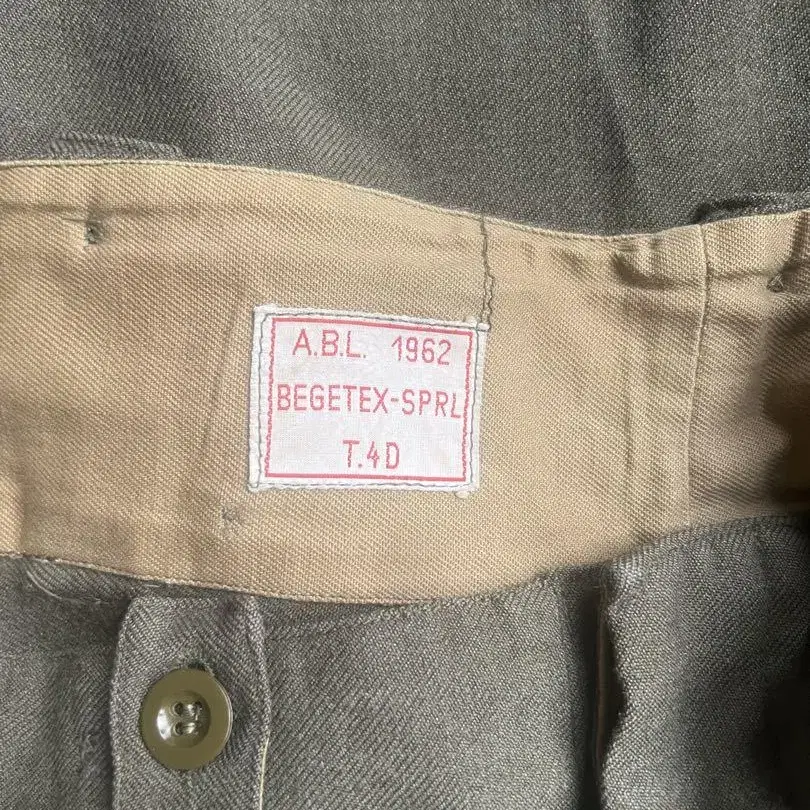 A.B.L. 1962
BEGETEX-SPRL
T.4D